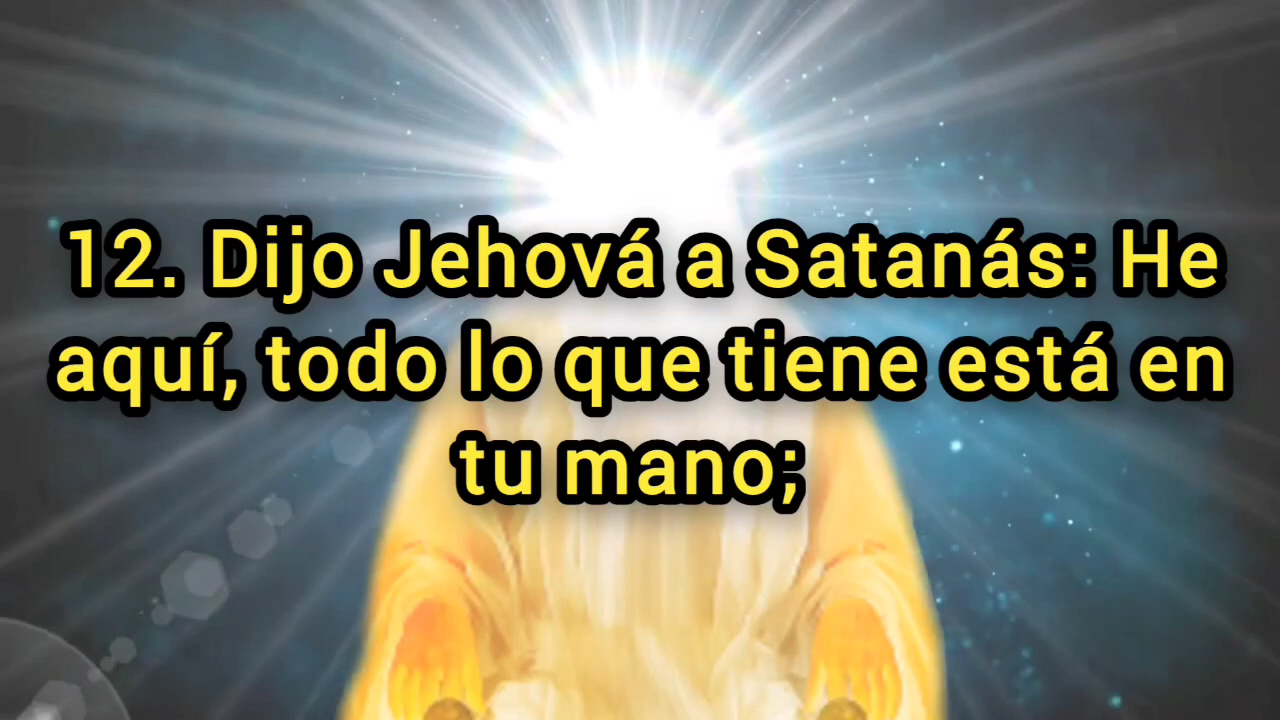 12. Dijo Jehová a Satanás: He
aquí, todo lo que tiene está en
tu mano;